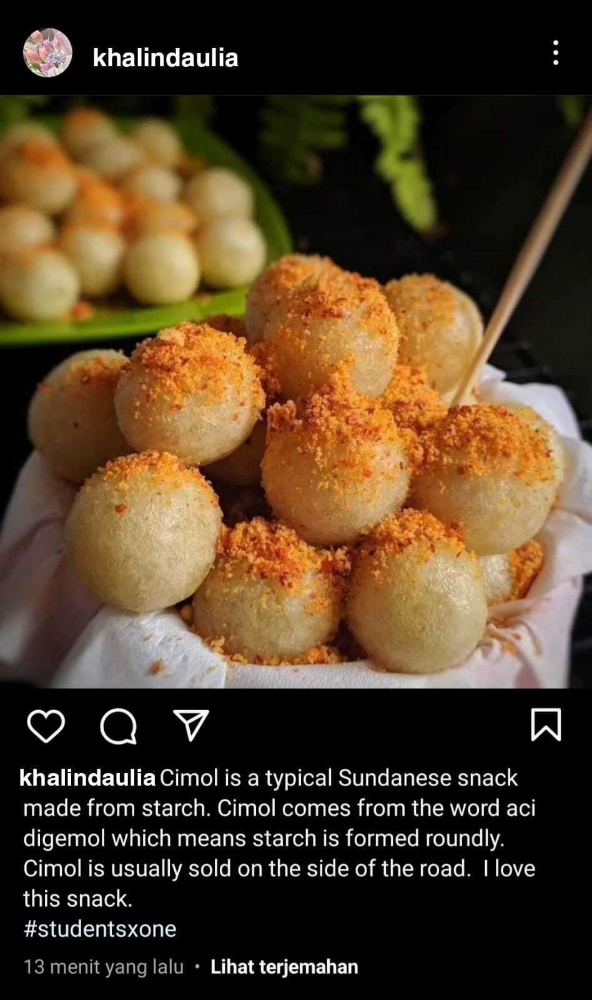 khalindaulia
khalindaulia Cimol is a typical Sundanese snack
made from starch. Cimol comes from the word aci
digemol which means starch is formed roundly.
Cimol is usually sold on the side of the road.  I love
this snack.
#studentsxone
13 menit yang lalu • Lihat terjemahan